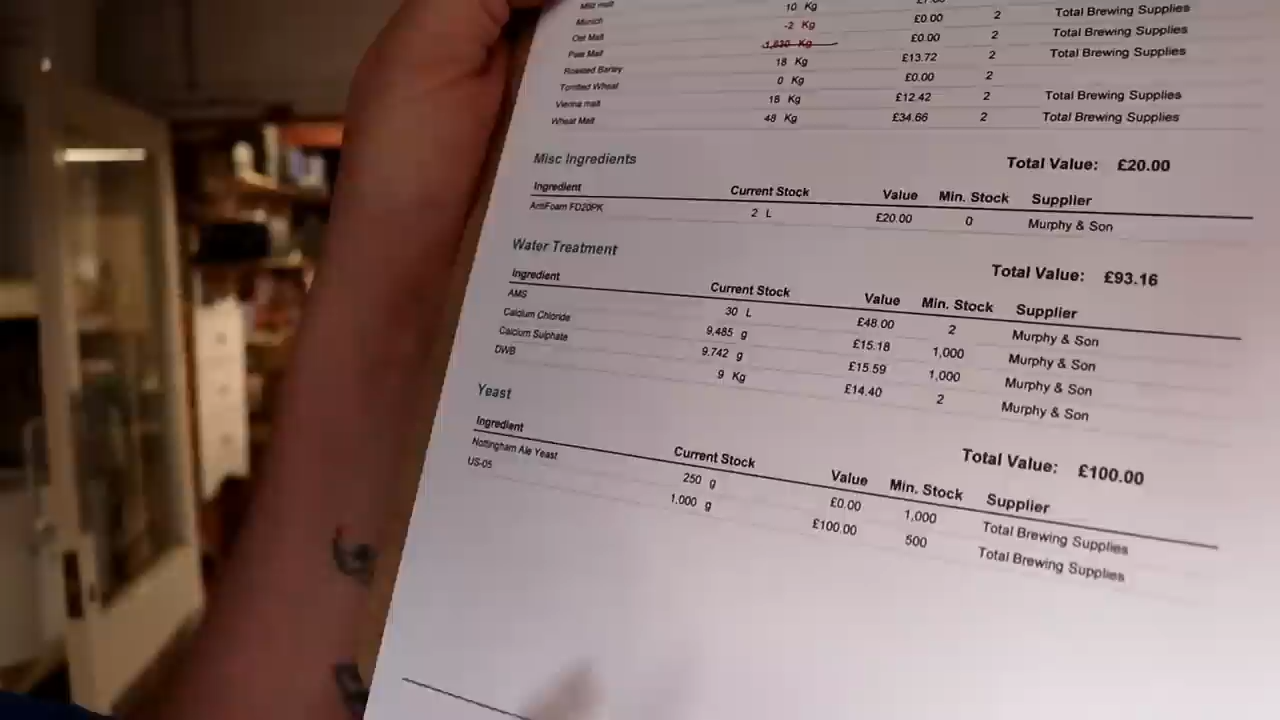 Mild malt
Munich 10 Kg
Oat Malt -2 Kg £0.00 2 Total Brewing Supplies
Pale Malt -1,630 Kg £0.00 2 Total Brewing Supplies
Roasted Barley 18 Kg £13.72 2 Total Brewing Supplies
Torrified Wheat 0 Kg £0.00 2
Vienna malt 18 Kg £12.42 2 Total Brewing Supplies
Wheat Malt 48 Kg £34.66 2 Total Brewing Supplies
Misc Ingredients Total Value: £20.00
Ingredient Current Stock Value Min. Stock Supplier
AntiFoam FD20PK 2 L £20.00 0 Murphy & Son
Water Treatment Total Value: £93.16
Ingredient Current Stock Value Min. Stock Supplier
AMS 30 L £48.00 2 Murphy & Son
Calcium Chloride 9,485 g £15.18 1,000 Murphy & Son
Calcium Sulphate 9,742 g £15.59 1,000 Murphy & Son
DWB 9 Kg £14.40 2 Murphy & Son
Yeast Total Value: £100.00
Ingredient Current Stock Value Min. Stock Supplier
Nottingham Ale Yeast 250 g £0.00 1,000 Total Brewing Supplies
US-05 1,000 g £100.00 500 Total Brewing Supplies